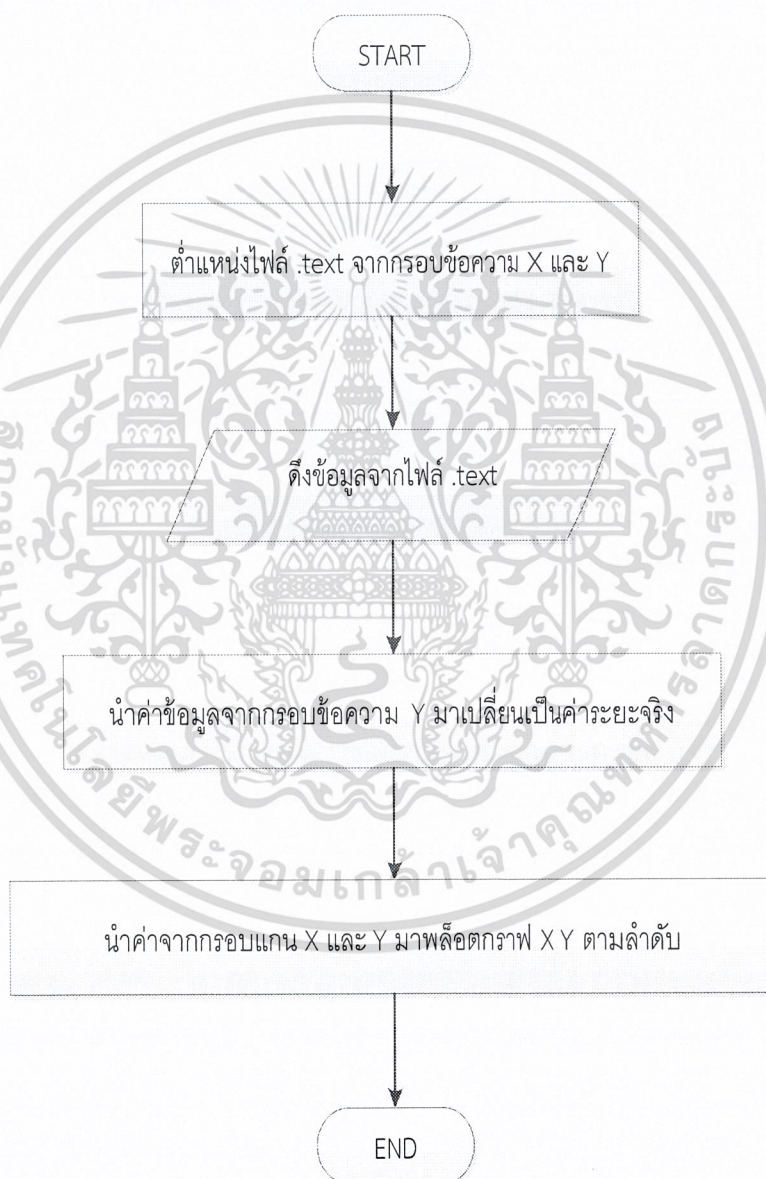 START
ตำแหน่งไฟล์ .text จากกรอบข้อความ X และ Y
ดึงข้อมูลจากไฟล์ .text
นำค่าข้อมูลจากกรอบข้อความ Y มาเปลี่ยนเป็นค่าระยะจริง
นำค่าจากกรอบแกน X และ Y มาพล็อตกราฟ X Y ตามลำดับ
END